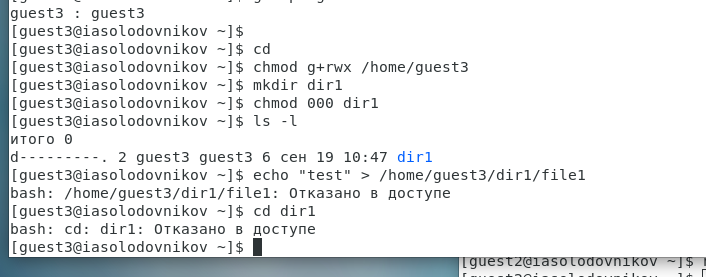 guest3 : guest3
[guest3@iasolodovnikov ~]$
[guest3@iasolodovnikov ~]$ cd
[guest3@iasolodovnikov ~]$ chmod g+rwx /home/guest3
[guest3@iasolodovnikov ~]$ mkdir dir1
[guest3@iasolodovnikov ~]$ chmod 000 dir1
[guest3@iasolodovnikov ~]$ ls -l
итого 0
d---------. 2 guest3 guest3 6 сен 19 10:47 dir1
[guest3@iasolodovnikov ~]$ echo "test" > /home/guest3/dir1/file1
bash: /home/guest3/dir1/file1: Отказано в доступе
[guest3@iasolodovnikov ~]$ cd dir1
bash: cd: dir1: Отказано в доступе
[guest3@iasolodovnikov ~]$
[guest2@iasolodovnikov ~]$